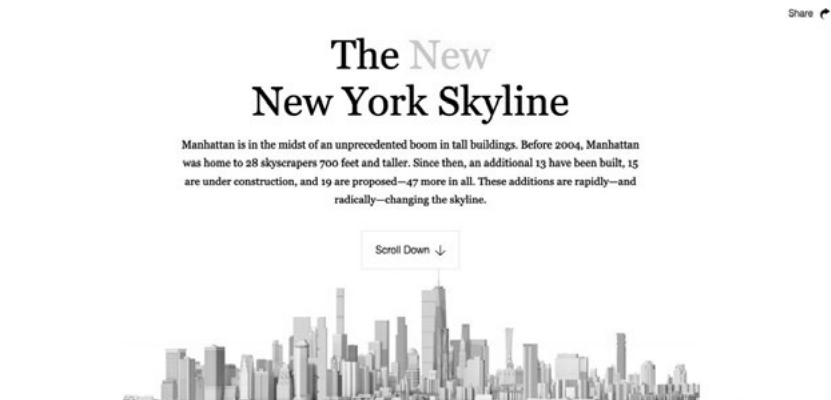 Share
The New
New York Skyline
Manhattan is in the midst of an unprecedented boom in tall buildings. Before 2004, Manhattan
was home to 28 skyscrapers 700 feet and taller. Since then, an additional 13 have been built, 15
are under construction, and 19 are proposed—47 more in all. These additions are rapidly—and
radically—changing the skyline.
Scroll Down